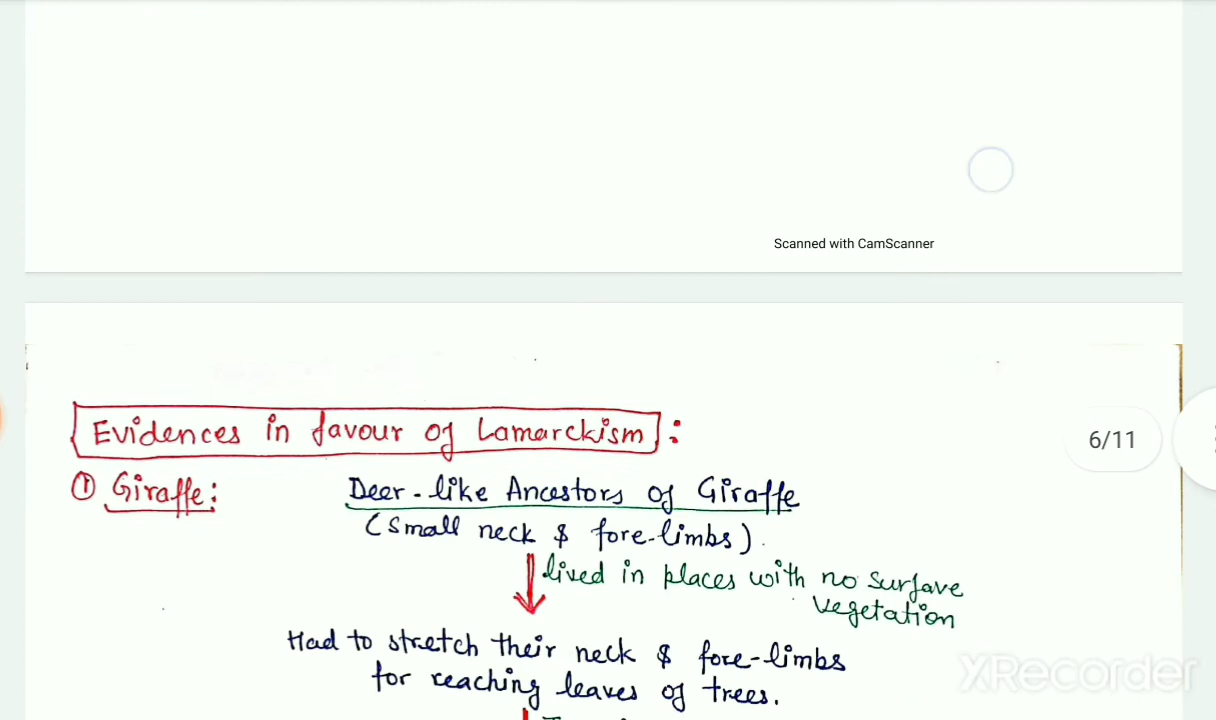 Scanned with CamScanner
Evidences in favour of Lamarckism :
① Giraffe: Deer-like Ancestors of Giraffe
(Small neck & fore-limbs).
lived in places with no surfave
vegetation
6/11
Had to stretch their neck & fore-limbs
for reaching leaves of trees.
XRecorder